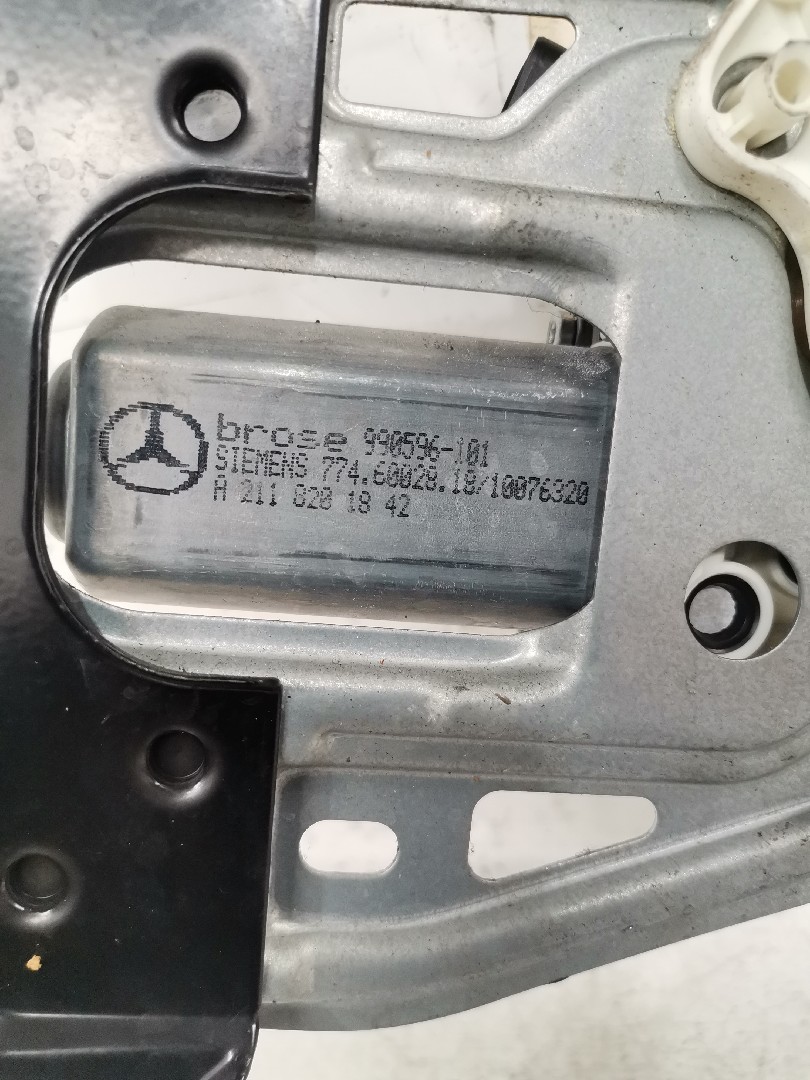 brose 990596-101
SIEMENS 774.60028.18/10076320
A 211 820 18 42